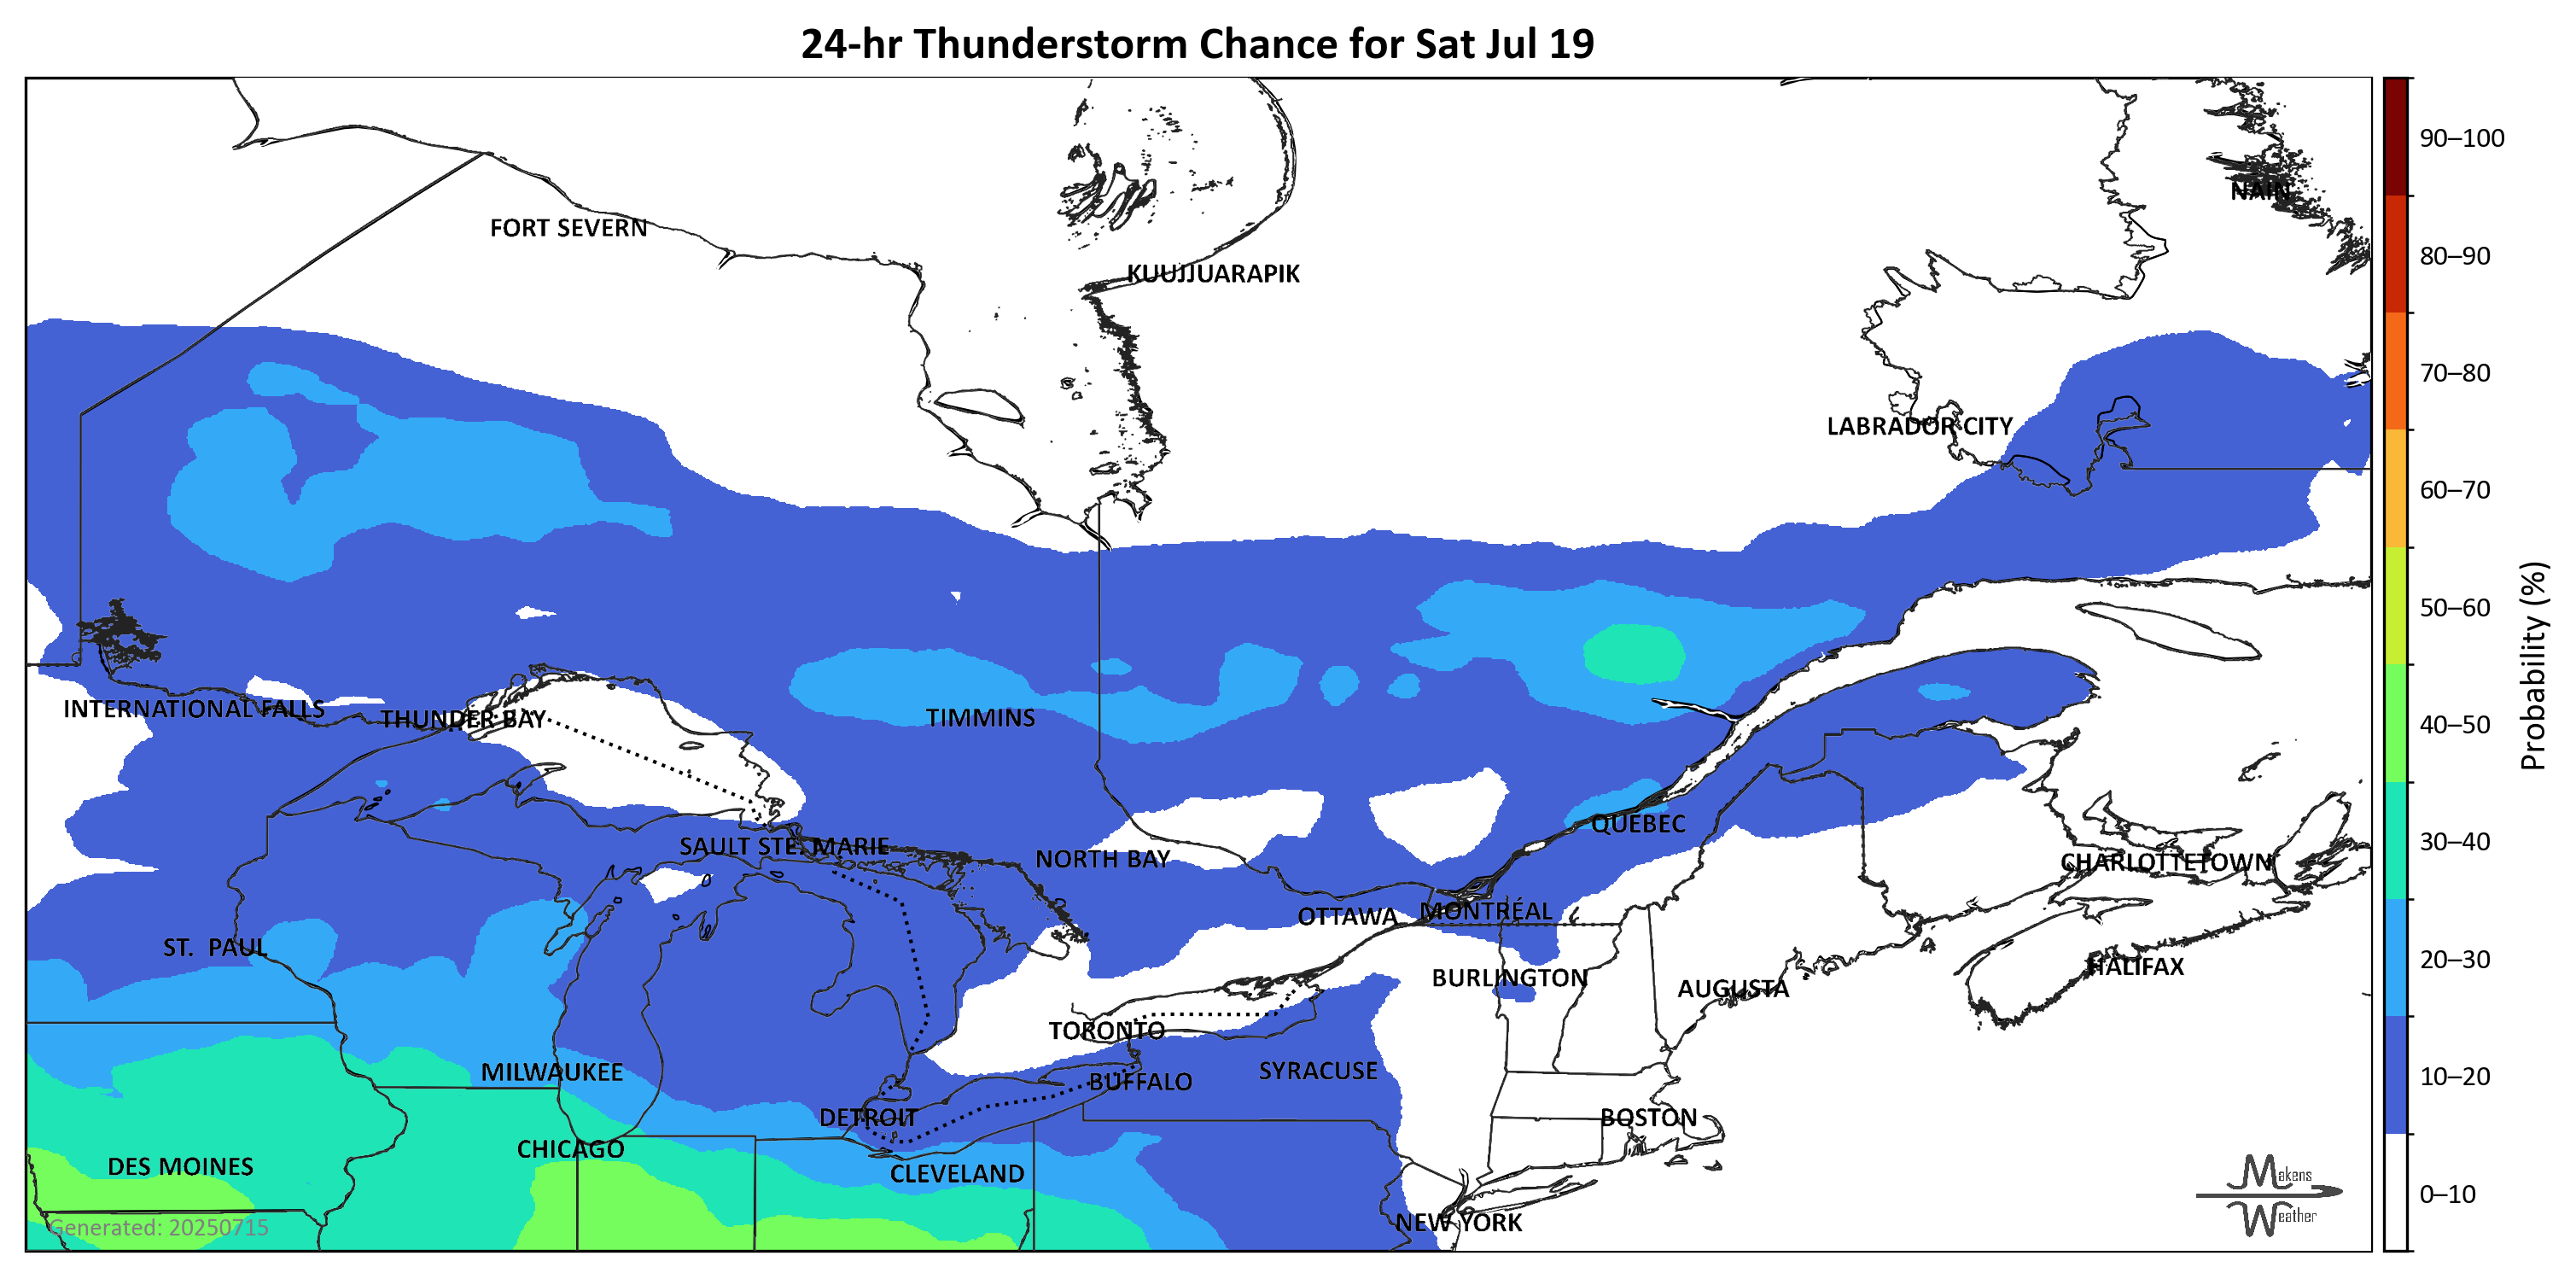 24-hr Thunderstorm Chance for Sat Jul 19
90–100
NAIN
FORT SEVERN
80–90
KUUJJUARAPIK
70–80
LABRADOR CITY
60–70
50–60
Probability (%)
INTERNATIONAL FALLS
THUNDER BAY
TIMMINS
40–50
QUEBEC
SAULT STE. MARIE
30–40
NORTH BAY
CHARLOTTETOWN
OTTAWA
MONTRÉAL
ST. PAUL
20–30
HALIFAX
BURLINGTON
AUGUSTA
TORONTO
SYRACUSE
MILWAUKEE
BUFFALO
10–20
DETROIT
BOSTON
CHICAGO
DES MOINES
CLEVELAND
Makens
Weather
0–10
NEW YORK
Generated: 20250715